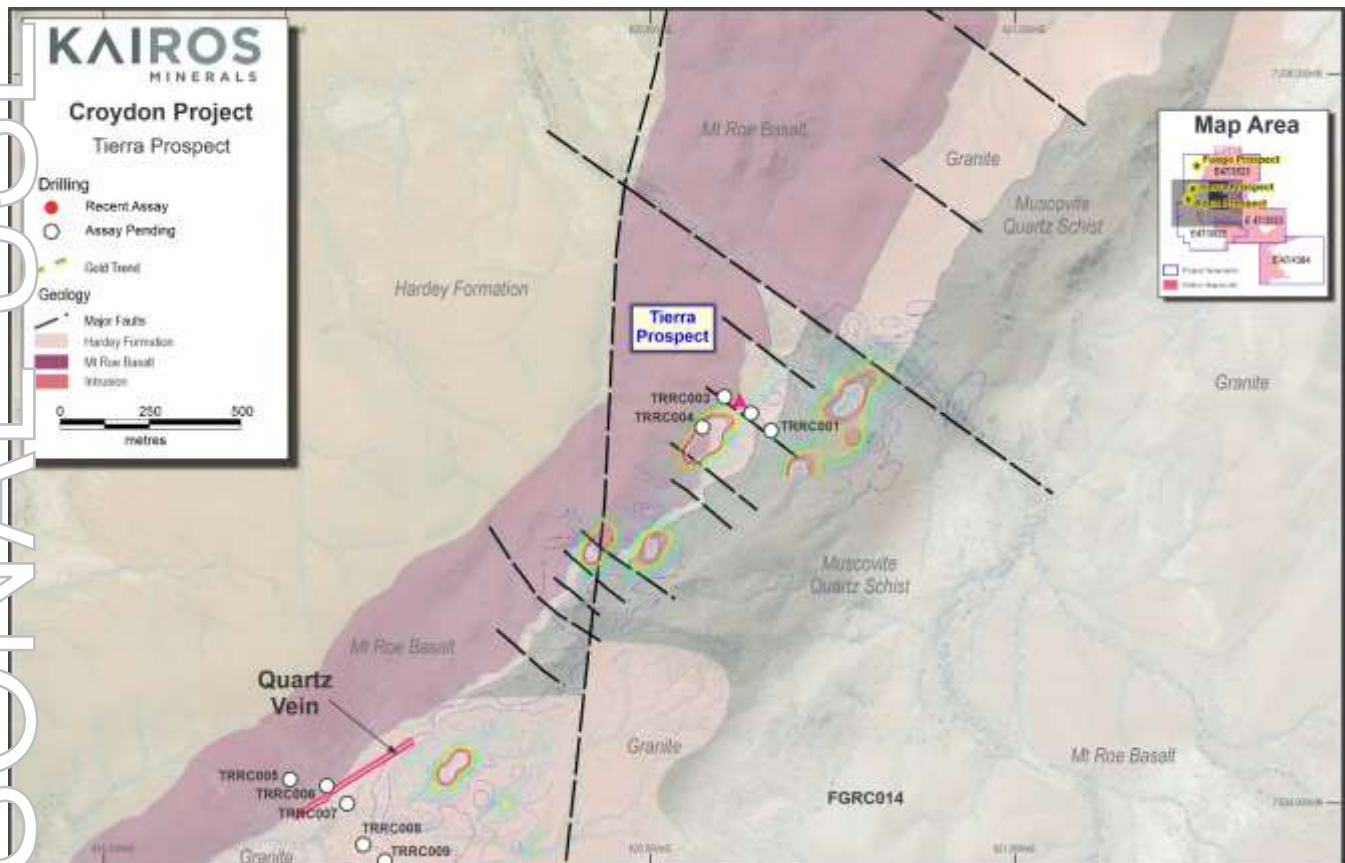 KAIROS
MINERALS
Croydon Project
Tierra Prospect
Drilling
Recent Assay
Assay Pending
Gold Trend
Geology
Major Faults
Hardey Formation
Mt Roe Basalt
Intrusion
0 250 500
metres
Map Area
Fuego Prospect
Mt Roe Basalt
Granite
Muscovite
Quartz Schist
Hardey Formation
Tierra
Prospect
Granite
TRRC003
TRRC004
TRRC001
Muscovite
Quartz Schist
Mt Roe Basalt
Quartz
Vein
Granite
Mt Roe Basalt
TRRC005
TRRC006
TRRC007
FGRC014
TRRC008
TRRC009
Granite